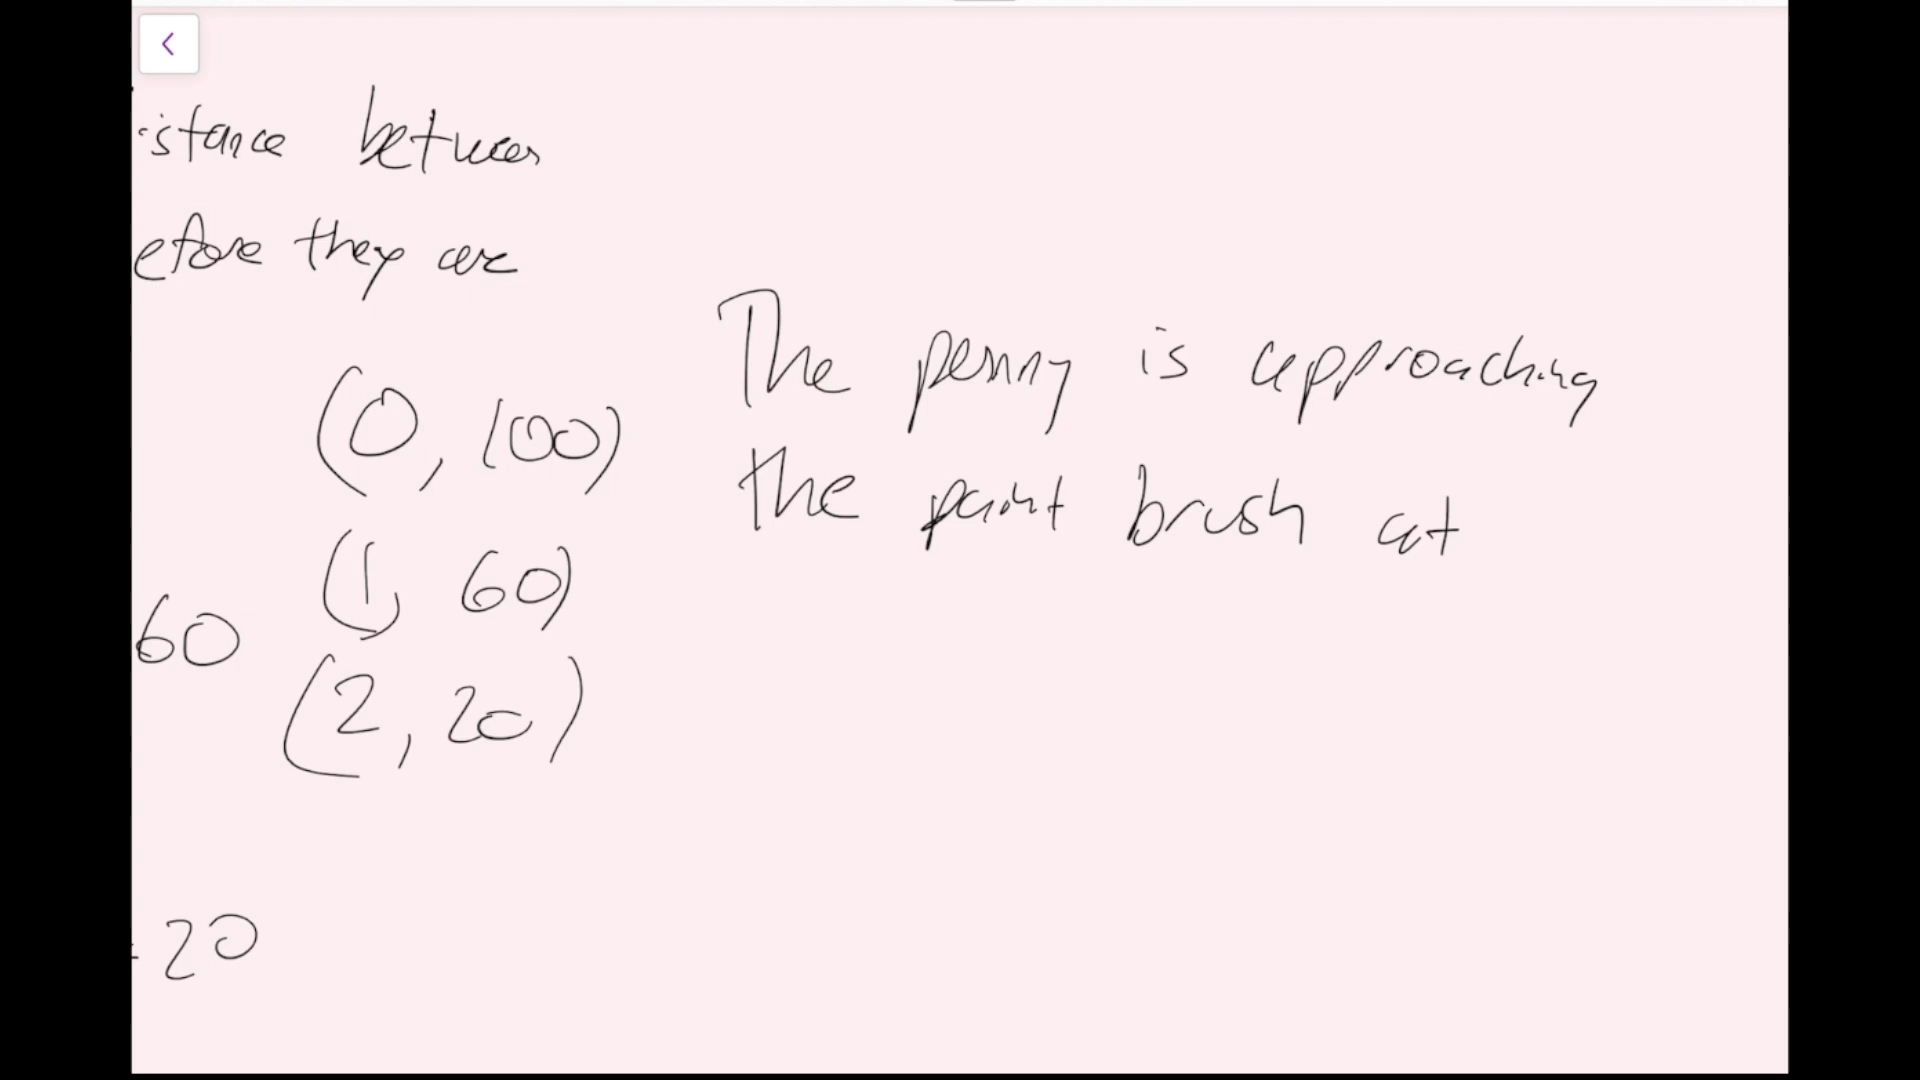 istance between
efore they are
The penny is approaching
(0, 100)
the paint brush at
(1, 60)
60
(2, 20)
20